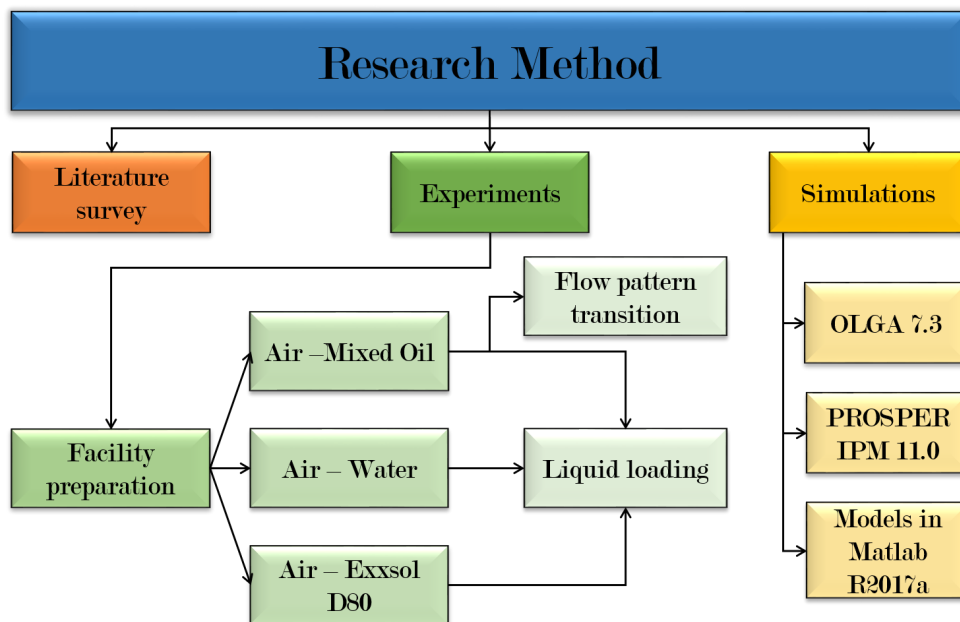 Research Method
Literature
survey
Experiments
Simulations
Flow pattern
transition
OLGA 7.3
Air –Mixed Oil
PROSPER
IPM 11.0
Facility
preparation
Air – Water
Liquid loading
Models in
Matlab
R2017a
Air – Exxsol
D80